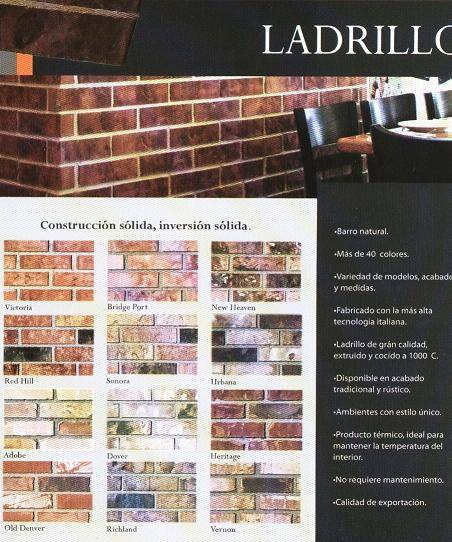 LADRILLO
Construcción sólida, inversión sólida.
Victoria
Bridge Port
New Heaven
Red Hill
Sonora
Urbana
Adobe
Dover
Heritage
Old Denver
Richland
Vernon
•Barro natural.
•Más de 40 colores.
•Variedad de modelos, acabado
y medidas.
•Fabricado con la más alta
tecnologia italiana.
•Ladrillo de grán calidad,
extruido y cocido a 1000 C.
•Disponible en acabado
tradicional y rústico.
•Ambientes con estilo único.
•Producto térmico, ideal para
mantener la temperatura del
interior.
•No requiere mantenimiento.
•Calidad de exportación.